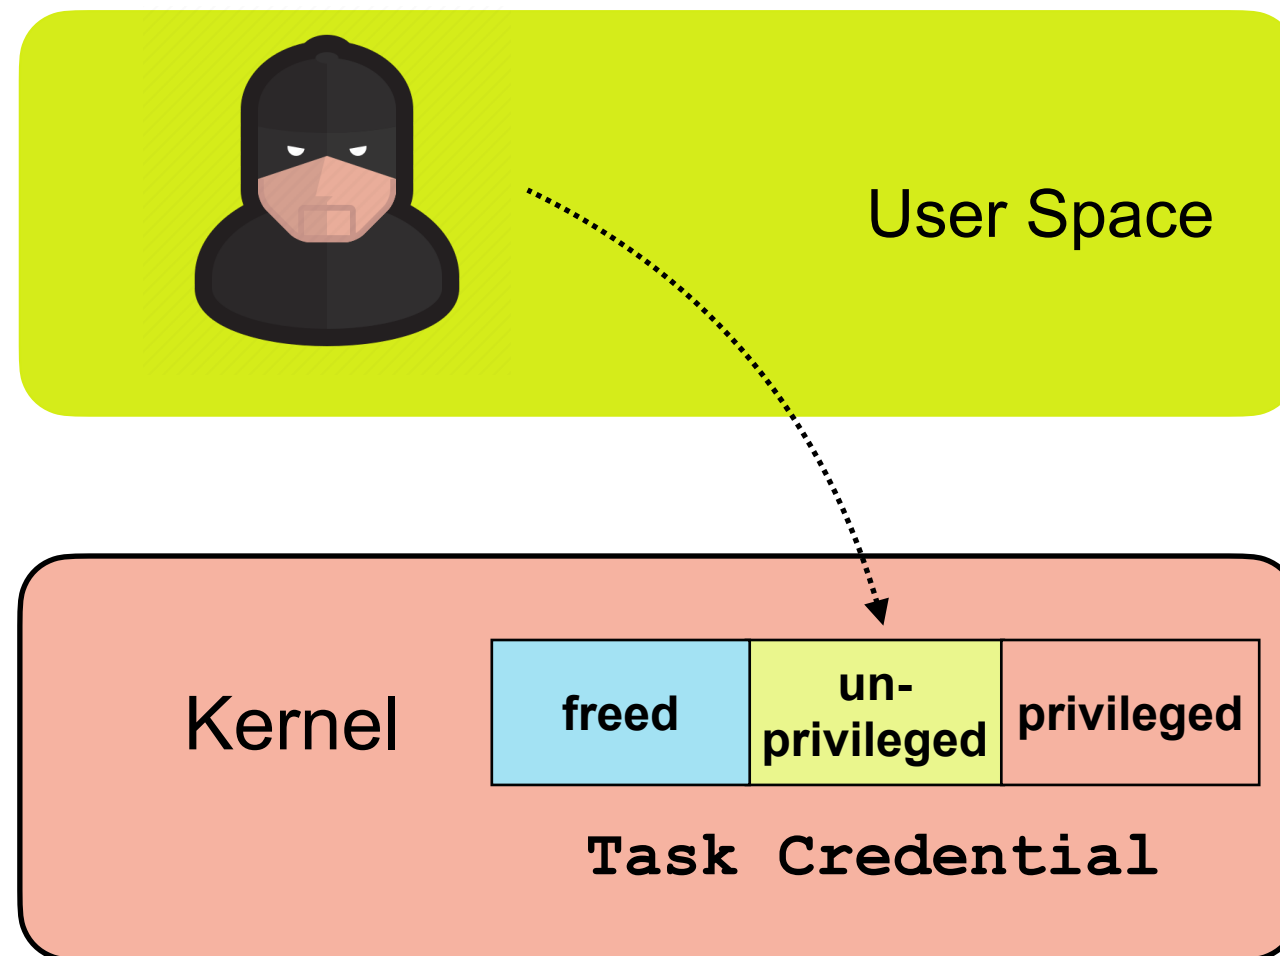 User Space
Kernel
freed
un-
privileged
privileged
Task Credential